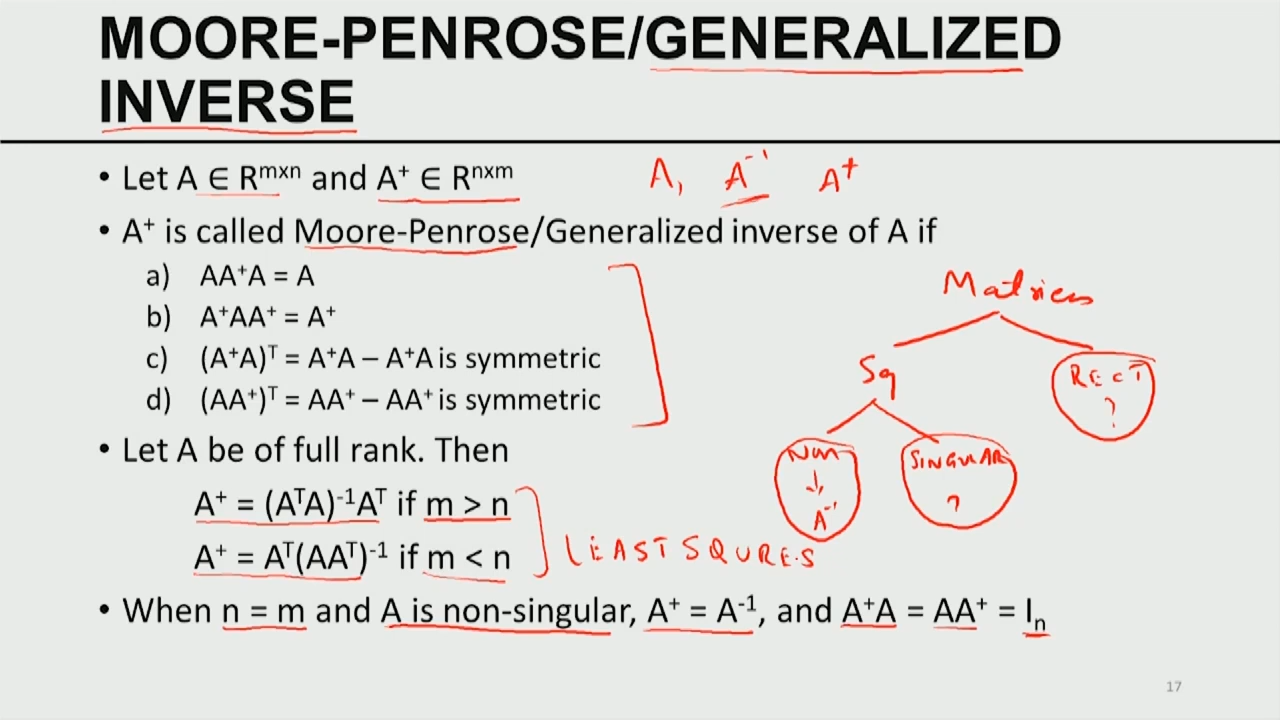 MOORE-PENROSE/GENERALIZED
INVERSE
• Let A ∈ Rᵐˣⁿ and A⁺ ∈ Rⁿˣᵐ
A, A⁻¹ A⁺
• A⁺ is called Moore-Penrose/Generalized inverse of A if
a) AA⁺A = A
b) A⁺AA⁺ = A⁺
c) (A⁺A)ᵀ = A⁺A – A⁺A is symmetric
d) (AA⁺)ᵀ = AA⁺ – AA⁺ is symmetric
Matrices
Sq
RECT
?
Non
↓
A⁻¹
SINGULAR
?
• Let A be of full rank. Then
A⁺ = (AᵀA)⁻¹Aᵀ if m > n
A⁺ = Aᵀ(AAᵀ)⁻¹ if m < n
LEAST SQURES
• When n = m and A is non-singular, A⁺ = A⁻¹, and A⁺A = AA⁺ = Iₙ
17